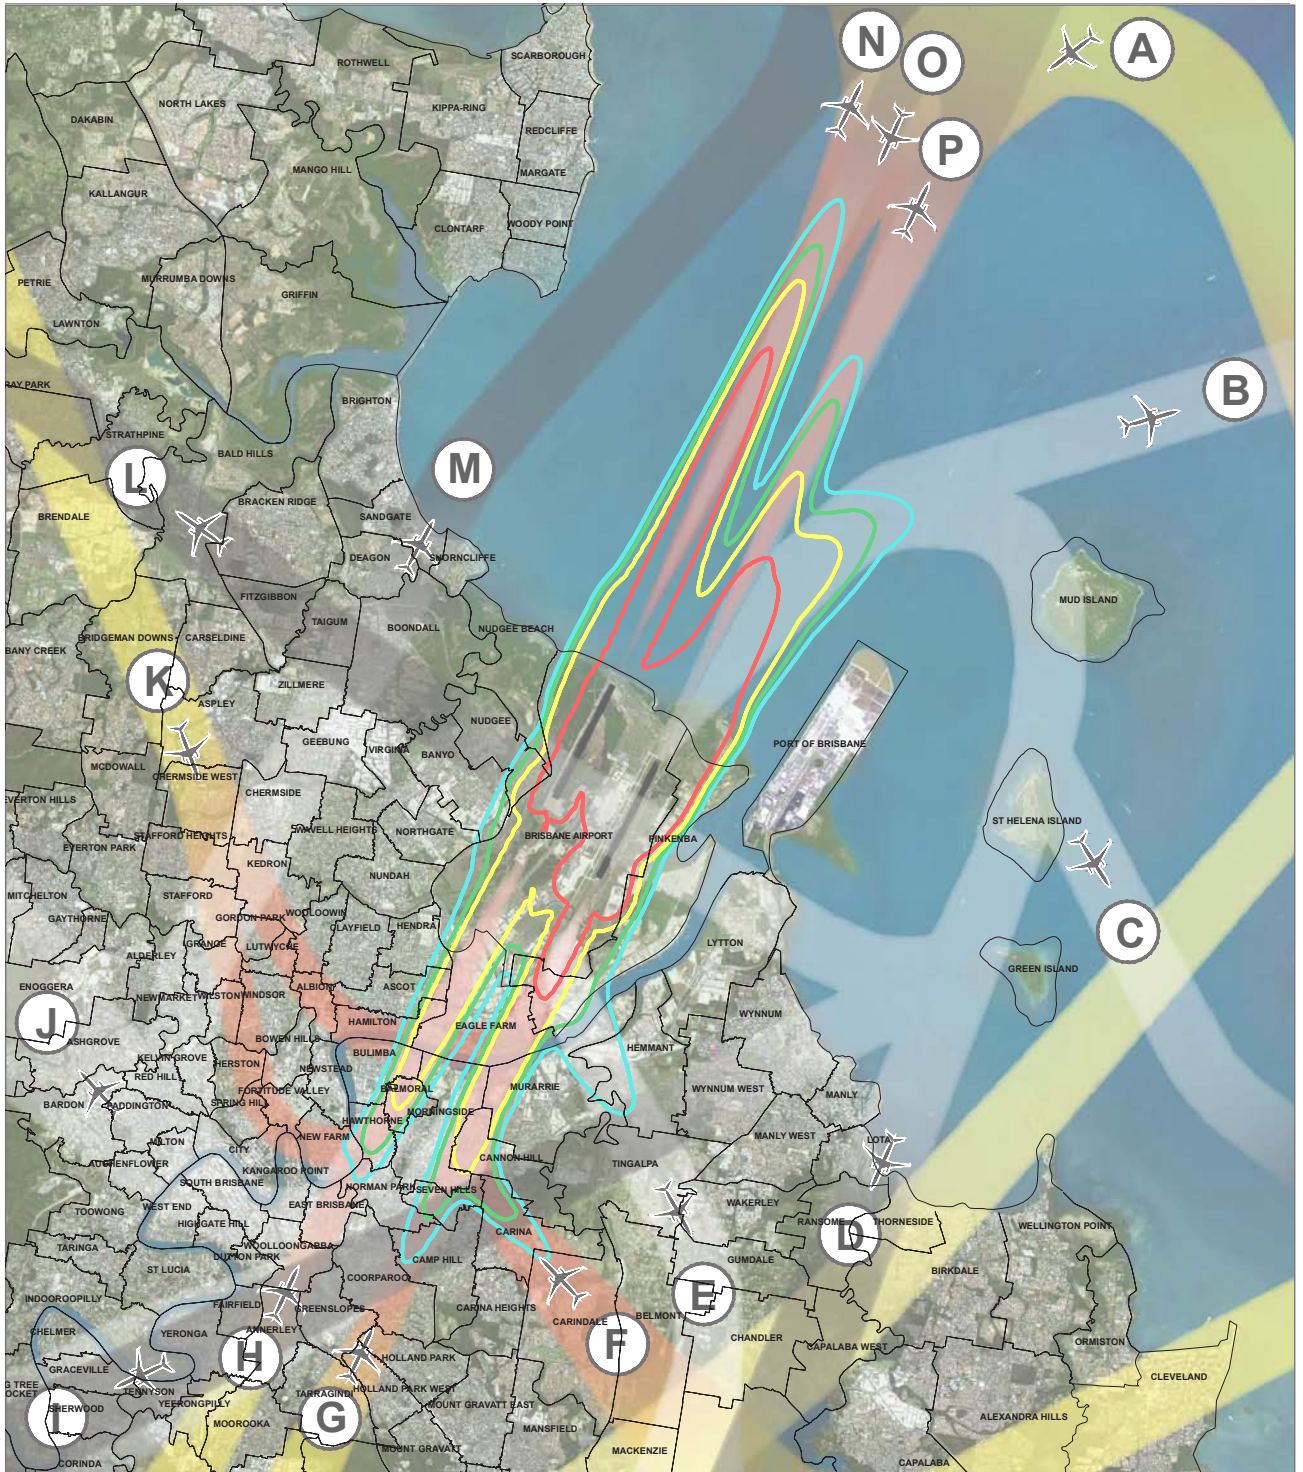 N
O
A
SCARBOROUGH
ROTHWELL
NORTH LAKES
KIPPA-RING
DAKABIN
REDCLIFFE
P
MANGO HILL
MARGATE
KALLANGUR
CLONTARF
WOODY POINT
PETRIE
MURRUMBA DOWNS
GRIFFIN
LAWNTON
RAY PARK
B
BRIGHTON
STRATHPINE
BALD HILLS
M
L
BRACKEN RIDGE
BRENDALE
SANDGATE
DEAGON
SHORNCLIFFE
FITZGIBBON
MUD ISLAND
TAIGUM
BOONDALL
NUDGEE BEACH
BRIDGEMAN DOWNS
CARSELDINE
BANY CREEK
K
ZILLMERE
ASPLEY
NUDGEE
GEEBUNG
VIRGINIA
BANYO
PORT OF BRISBANE
MCDOWALL
CHERMSIDE WEST
CHERMSIDE
EVERTON HILLS
ST HELENA ISLAND
STAFFORD HEIGHTS
WAVELL HEIGHTS
NORTHGATE
BRISBANE AIRPORT
PINKENBA
EVERTON PARK
KEDRON
NUNDAH
MITCHELTON
STAFFORD
GAYTHORNE
GORDON PARK
WOOLOOWIN
CLAYFIELD
HENDRA
C
GRANGE
LUTWYCHE
LYTTON
ALDERLEY
GREEN ISLAND
ENOGGERA
ALBION
ASCOT
NEWMARKET
WILSTON
WINDSOR
WYNNUM
J
HAMILTON
EAGLE FARM
ASHGROVE
BOWEN HILLS
HEMMANT
KELVIN GROVE
BULIMBA
HERSTON
NEWSTEAD
RED HILL
FORTITUDE VALLEY
BALMORAL
MURARRIE
WYNNUM WEST
MANLY
BARDON
PADDINGTON
SPRING HILL
HAWTHORNE
MORNINGSIDE
NEW FARM
MILTON
CITY
MANLY WEST
LOTA
AUCHENFLOWER
KANGAROO POINT
CANNON HILL
TINGALPA
SOUTH BRISBANE
NORMAN PARK
SEVEN HILLS
TOOWONG
WEST END
EAST BRISBANE
WAKERLEY
HIGHGATE HILL
CARINA
RANSOME
D
THORNESIDE
WELLINGTON POINT
TARINGA
WOOLLOONGABBA
DUTTON PARK
CAMP HILL
GUMDALE
ST LUCIA
COORPAROO
BIRKDALE
INDOOROOPILLY
FAIRFIELD
GREENSLOPES
CARINA HEIGHTS
E
CARINDALE
BELMONT
CHELMER
YERONGA
ANNERLEY
F
CHANDLER
CAPALABA WEST
ORMISTON
GRACEVILLE
H
HOLLAND PARK
CLEVELAND
G TREE
OCKET
TENNYSON
TARRAGINDI
HOLLAND PARK WEST
I
SHERWOOD
YEERONGPILLY
MOUNT GRAVATT EAST
G
MOOROOKA
ALEXANDRA HILLS
MANSFIELD
MOUNT GRAVATT
MACKENZIE
CORINDA
CAPALABA